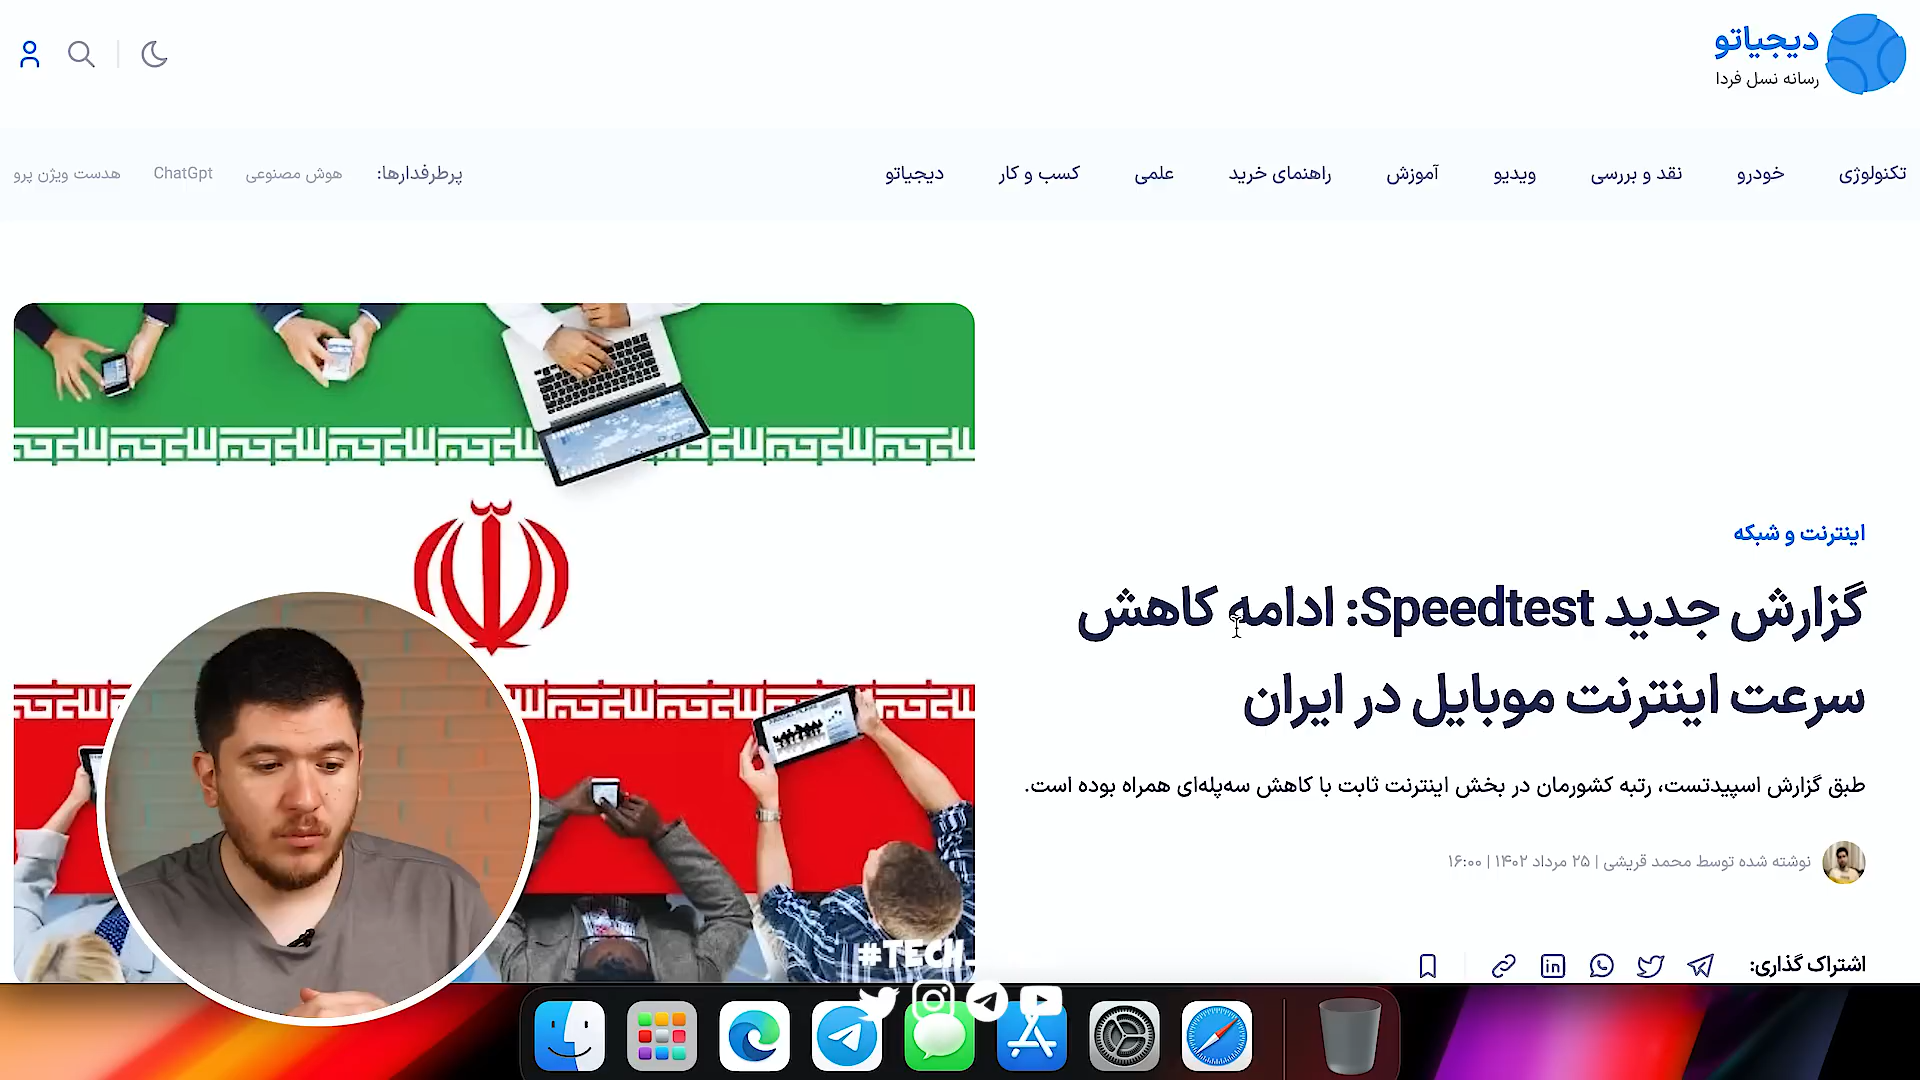 دیجیاتو
رسانه نسل فردا
تکنولوژی
خودرو
نقد و بررسی
ویدیو
آموزش
راهنمای خرید
علمی
کسب و کار
دیجیاتو
پرطرفدارها:
هوش مصنوعی
ChatGpt
هدست ویژن پرو
اینترنت و شبکه
گزارش جدید Speedtest: ادامه کاهش
سرعت اینترنت موبایل در ایران
طبق گزارش اسپیدتست، رتبه کشورمان در بخش اینترنت ثابت با کاهش سه‌پله‌ای همراه بوده است.
نوشته شده توسط محمد قریشی | ۲۵ مرداد ۱۴۰۲ | ۱۶:۰۰
اشتراک گذاری:
#TECH_